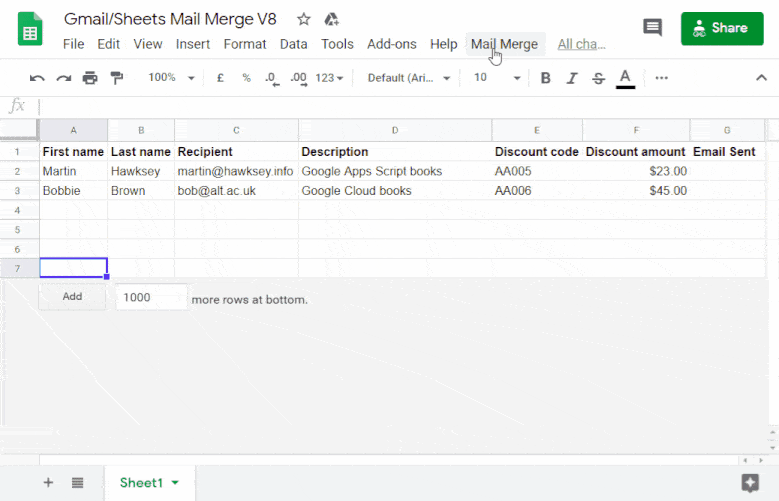 Gmail/Sheets Mail Merge V8
File Edit View Insert Format Data Tools Add-ons Help Mail Merge All cha...
Share
100% £ % .0 .00 123 Default (Ari... 10 B I S A
fx
A B C D E F G
1 First name Last name Recipient Description Discount code Discount amount Email Sent
2 Martin Hawksey martin@hawksey.info Google Apps Script books AA005 $23.00
3 Bobbie Brown bob@alt.ac.uk Google Cloud books AA006 $45.00
4
5
6
7
Add 1000 more rows at bottom.
Sheet1